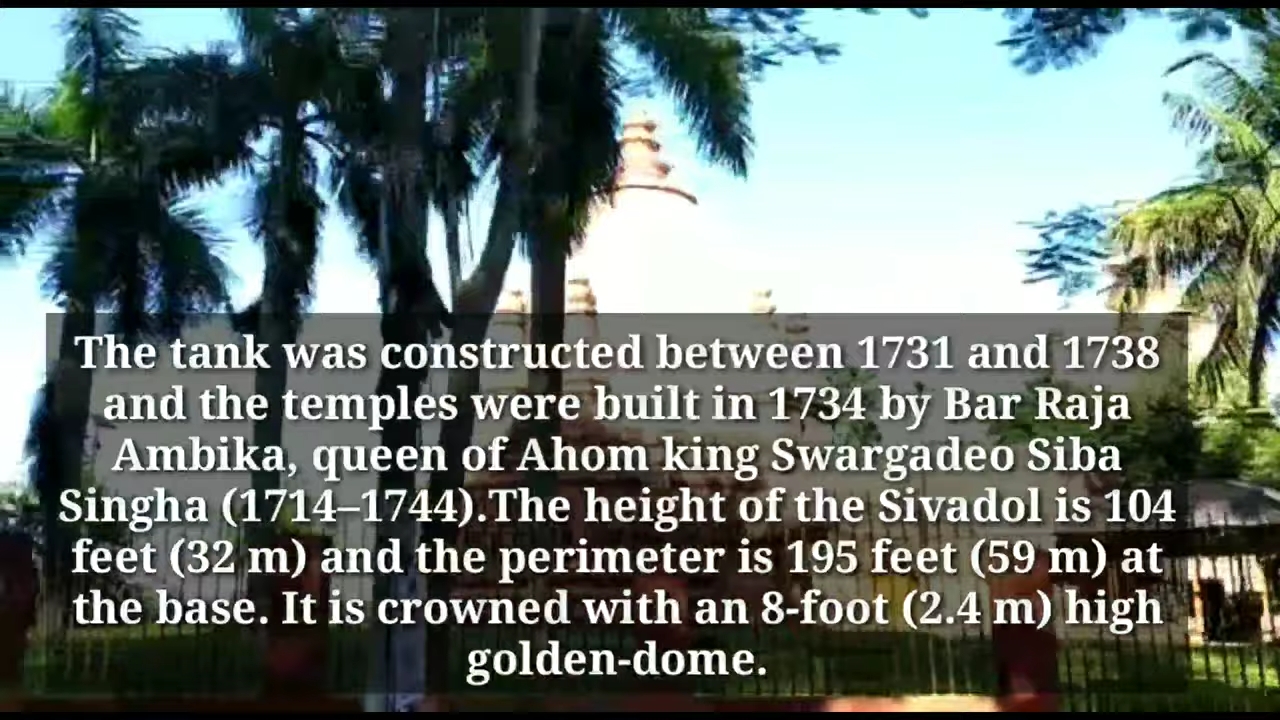 The tank was constructed between 1731 and 1738
and the temples were built in 1734 by Bar Raja
Ambika, queen of Ahom king Swargadeo Siba
Singha (1714–1744).The height of the Sivadol is 104
feet (32 m) and the perimeter is 195 feet (59 m) at
the base. It is crowned with an 8-foot (2.4 m) high
golden-dome.